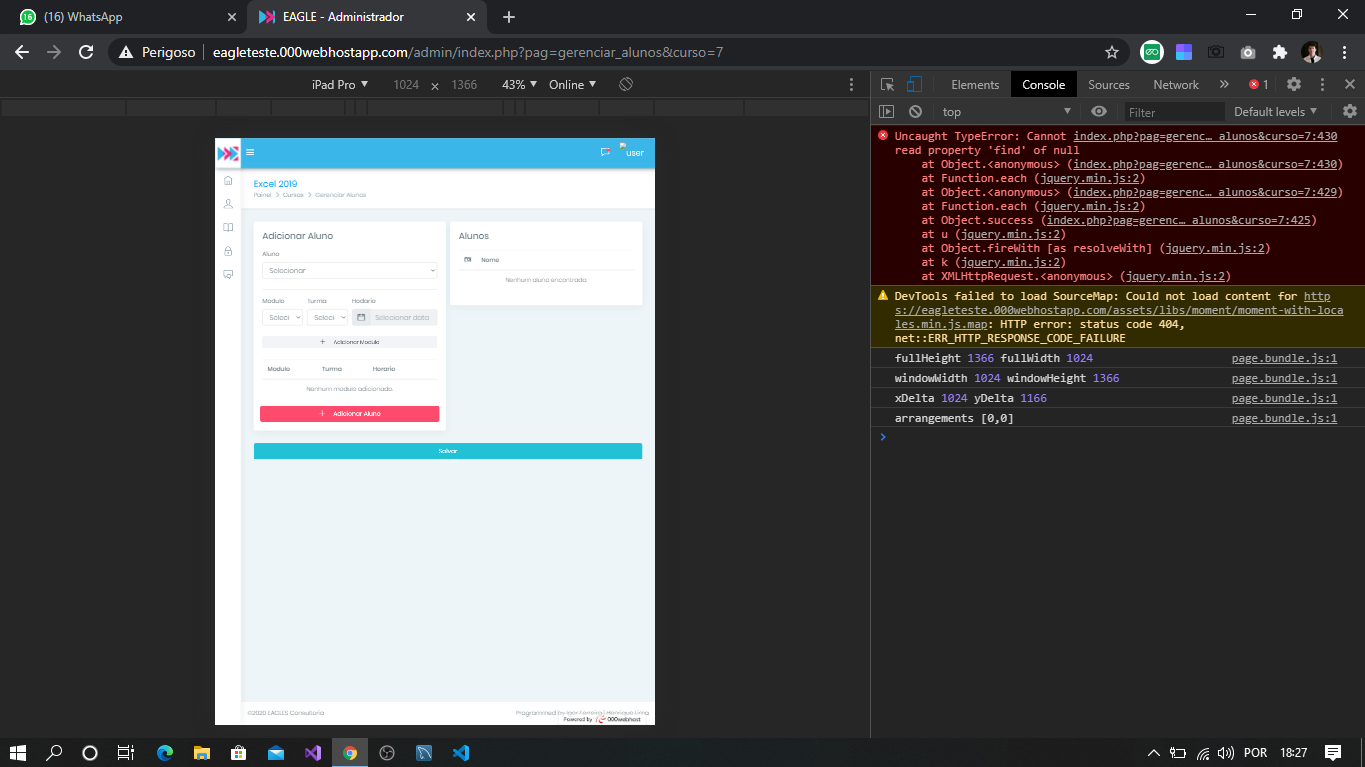 (16) WhatsApp
EAGLE - Administrador
Perigoso eagleteste.000webhostapp.com/admin/index.php?pag=gerenciar_alunos&curso=7
iPad Pro 1024 × 1366 43% Online
Elements Console Sources Network » 1
top Filter Default levels
Uncaught TypeError: Cannot index.php?pag=gerenc… alunos&curso=7:430
read property 'find' of null
at Object.<anonymous> (index.php?pag=gerenc… alunos&curso=7:430)
at Function.each (jquery.min.js:2)
at Object.<anonymous> (index.php?pag=gerenc… alunos&curso=7:429)
at Function.each (jquery.min.js:2)
at Object.success (index.php?pag=gerenc… alunos&curso=7:425)
at u (jquery.min.js:2)
at Object.fireWith [as resolveWith] (jquery.min.js:2)
at k (jquery.min.js:2)
at XMLHttpRequest.<anonymous> (jquery.min.js:2)
DevTools failed to load SourceMap: Could not load content for http
s://eagleteste.000webhostapp.com/assets/libs/moment/moment-with-loca
les.min.js.map: HTTP error: status code 404,
net::ERR_HTTP_RESPONSE_CODE_FAILURE
fullHeight 1366 fullWidth 1024 page.bundle.js:1
windowWidth 1024 windowHeight 1366 page.bundle.js:1
xDelta 1024 yDelta 1166 page.bundle.js:1
arrangements [0,0] page.bundle.js:1
user
Excel 2019
Painel > Cursos > Gerenciar Alunos
Adicionar Aluno
Aluno
Selecionar
Modulo Turma Horario
Seleci Seleci Selecionar data
+ Adicionar Modulo
Modulo Turma Horario
Nenhum modulo adicionado.
+ Adicionar Aluno
Alunos
Nome
Nenhum aluno encontrado.
Salvar
©2020 EAGLES Consultoria
Programmed by Igor Ferreira | Henrique Lima
Powered by 000webhost
POR 18:27